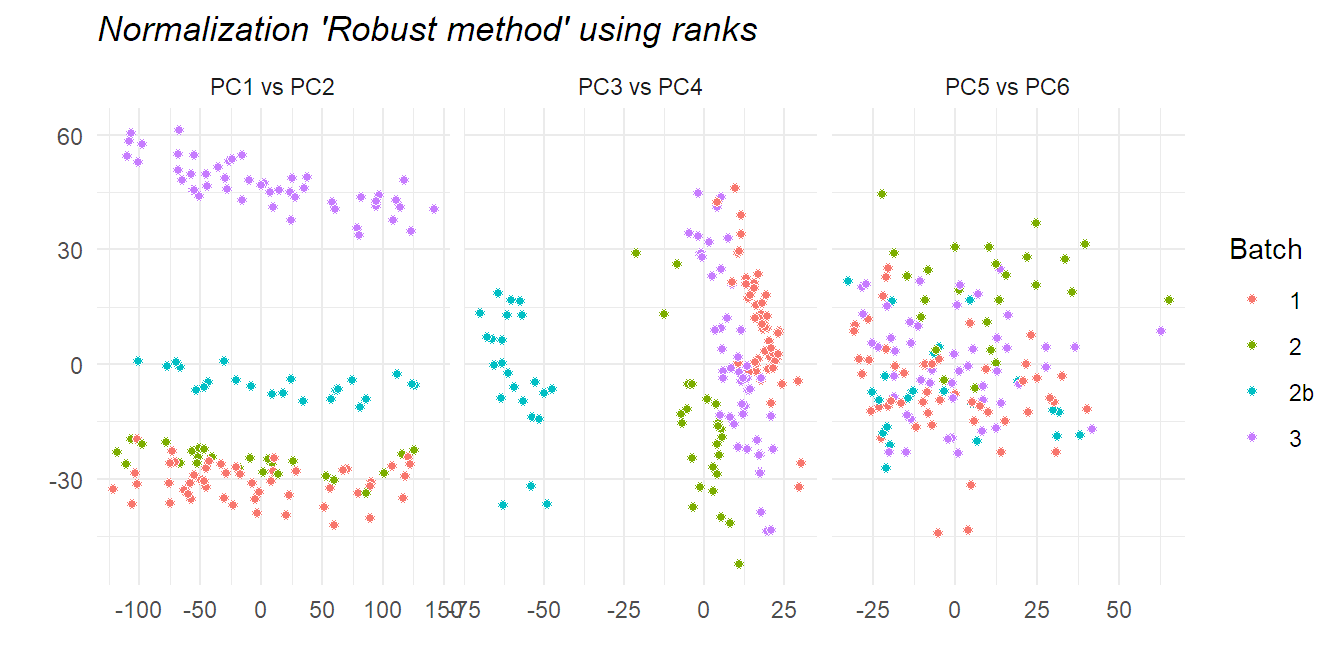 Normalization 'Robust method' using ranks
PC1 vs PC2 PC3 vs PC4 PC5 vs PC6
60
30
0
-30
-100 -50 0 50 100 150 -75 -50 -25 0 25 -25 0 25 50
Batch
1
2
2b
3